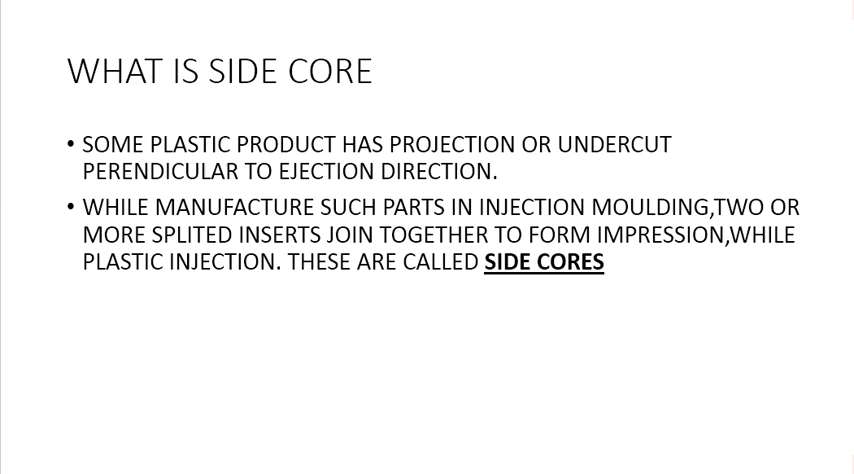 WHAT IS SIDE CORE
• SOME PLASTIC PRODUCT HAS PROJECTION OR UNDERCUT
PERENDICULAR TO EJECTION DIRECTION.
• WHILE MANUFACTURE SUCH PARTS IN INJECTION MOULDING,TWO OR
MORE SPLITED INSERTS JOIN TOGETHER TO FORM IMPRESSION,WHILE
PLASTIC INJECTION. THESE ARE CALLED SIDE CORES